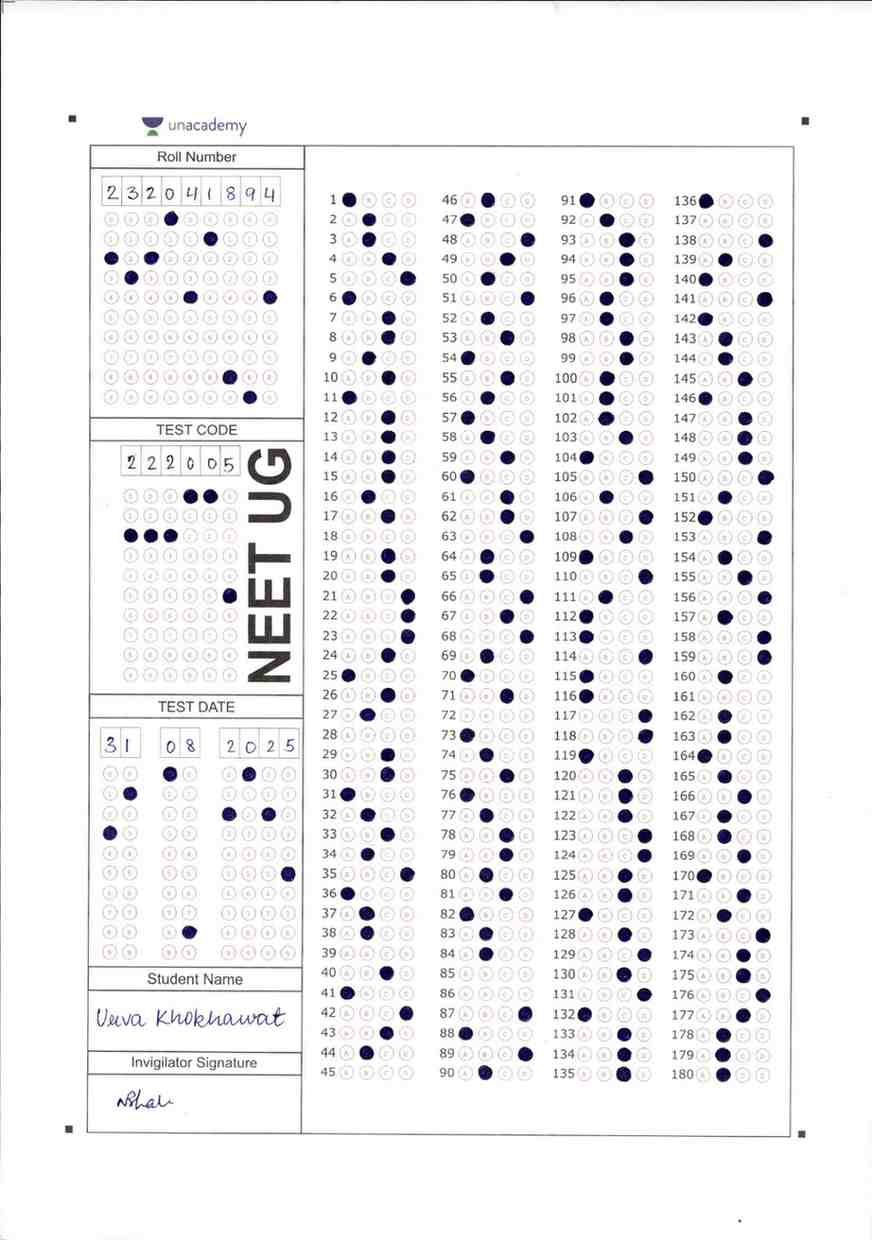 unacademy
Roll Number
2 3 2 0 4 1 8 9 4
TEST CODE
2 2 2 0 0 5
NEET UG
TEST DATE
3 1 0 8 2 0 2 5
Student Name
Khokhawat
Invigilator Signature
1 46 91 136
2 47 92 137
3 48 93 138
4 49 94 139
5 50 95 140
6 51 96 141
7 52 97 142
8 53 98 143
9 54 99 144
10 55 100 145
11 56 101 146
12 57 102 147
13 58 103 148
14 59 104 149
15 60 105 150
16 61 106 151
17 62 107 152
18 63 108 153
19 64 109 154
20 65 110 155
21 66 111 156
22 67 112 157
23 68 113 158
24 69 114 159
25 70 115 160
26 71 116 161
27 72 117 162
28 73 118 163
29 74 119 164
30 75 120 165
31 76 121 166
32 77 122 167
33 78 123 168
34 79 124 169
35 80 125 170
36 81 126 171
37 82 127 172
38 83 128 173
39 84 129 174
40 85 130 175
41 86 131 176
42 87 132 177
43 88 133 178
44 89 134 179
45 90 135 180